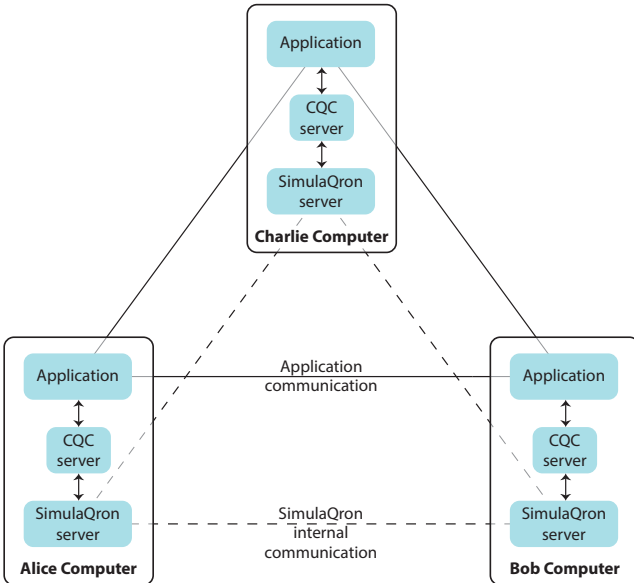 Application
CQC
server
SimulaQron
server
Charlie Computer
Application
CQC
server
SimulaQron
server
Alice Computer
Application
communication
SimulaQron
internal
communication
Application
CQC
server
SimulaQron
server
Bob Computer